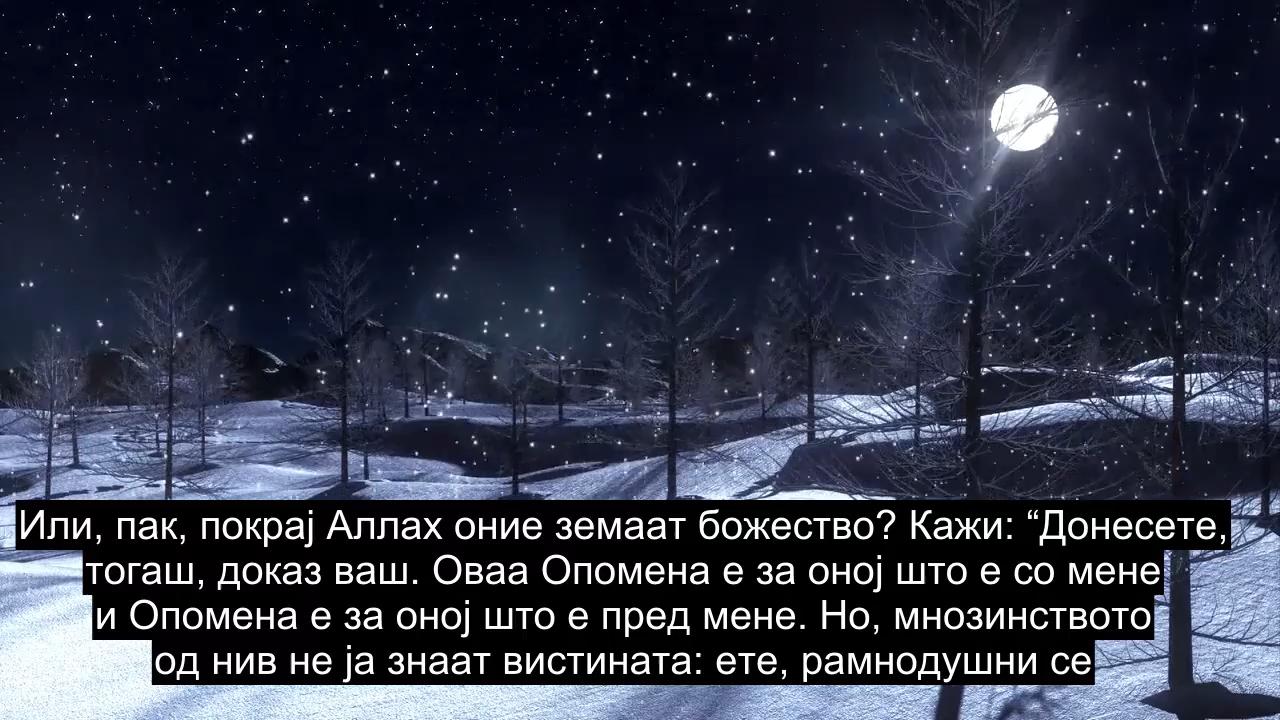 Или, пак, покрај Аллах оние земаат божество? Кажи: “Донесете,
тогаш, доказ ваш. Оваа Опомена е за оној што е со мене
и Опомена е за оној што е пред мене. Но, мнозинството
од нив не ја знаат вистината: ете, рамнодушни се